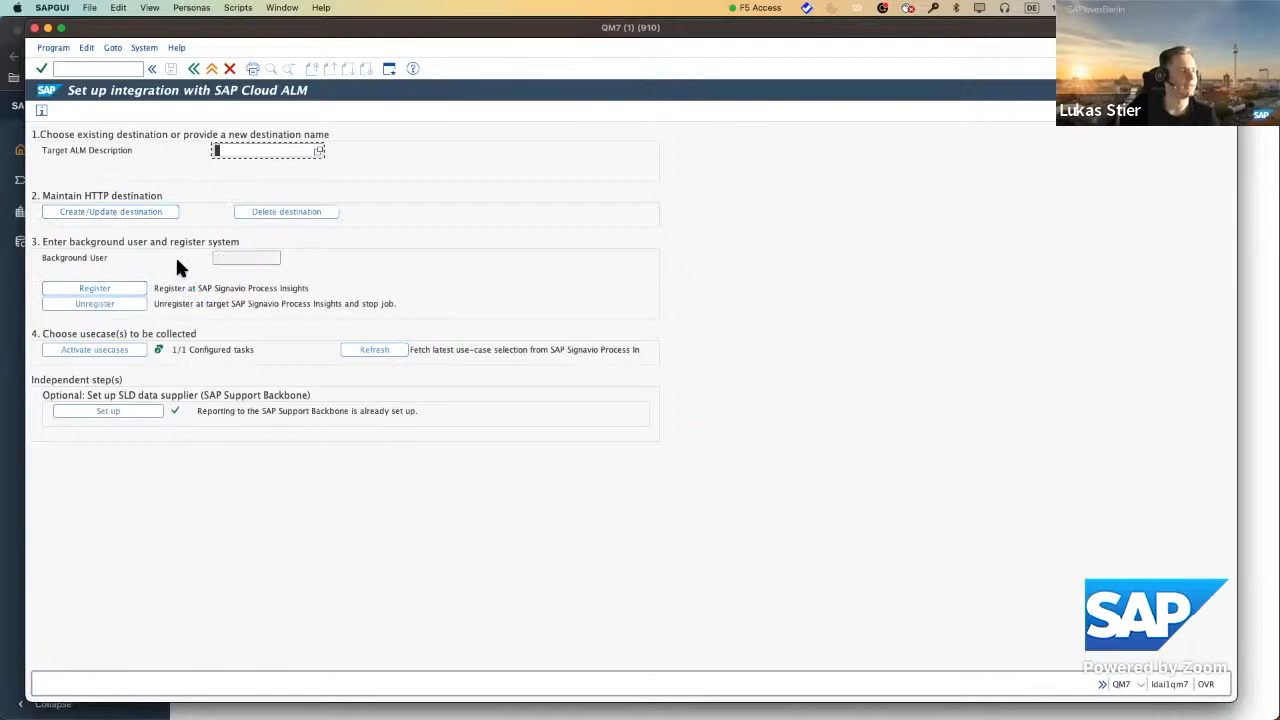 SAPGUI File Edit View Favorites Personas Scripts Window Help
F5 Access
DE
SAPlovesBerlin
QM7 (1) (910)
Program Edit Goto System Help
SAP Set up integration with SAP Cloud ALM
Lukas Stier
SAP
1.Choose existing destination or provide a new destination name
Target ALM Description
2. Maintain HTTP destination
Create/Update destination Delete destination
3. Enter background user and register system
Background User
Register Register at SAP Signavio Process Insights
Unregister Unregister at target SAP Signavio Process Insights and stop job.
4. Choose usecase(s) to be collected
Activate usecases 1/1 Configured tasks Refresh Fetch latest use-case selection from SAP Signavio Process In
Independent step(s)
Optional: Set up SLD data supplier (SAP Support Backbone)
Set up Reporting to the SAP Support Backbone is already set up.
SAP
Powered by Zoom
QM7 ldai1qm7 OVR
Collapse